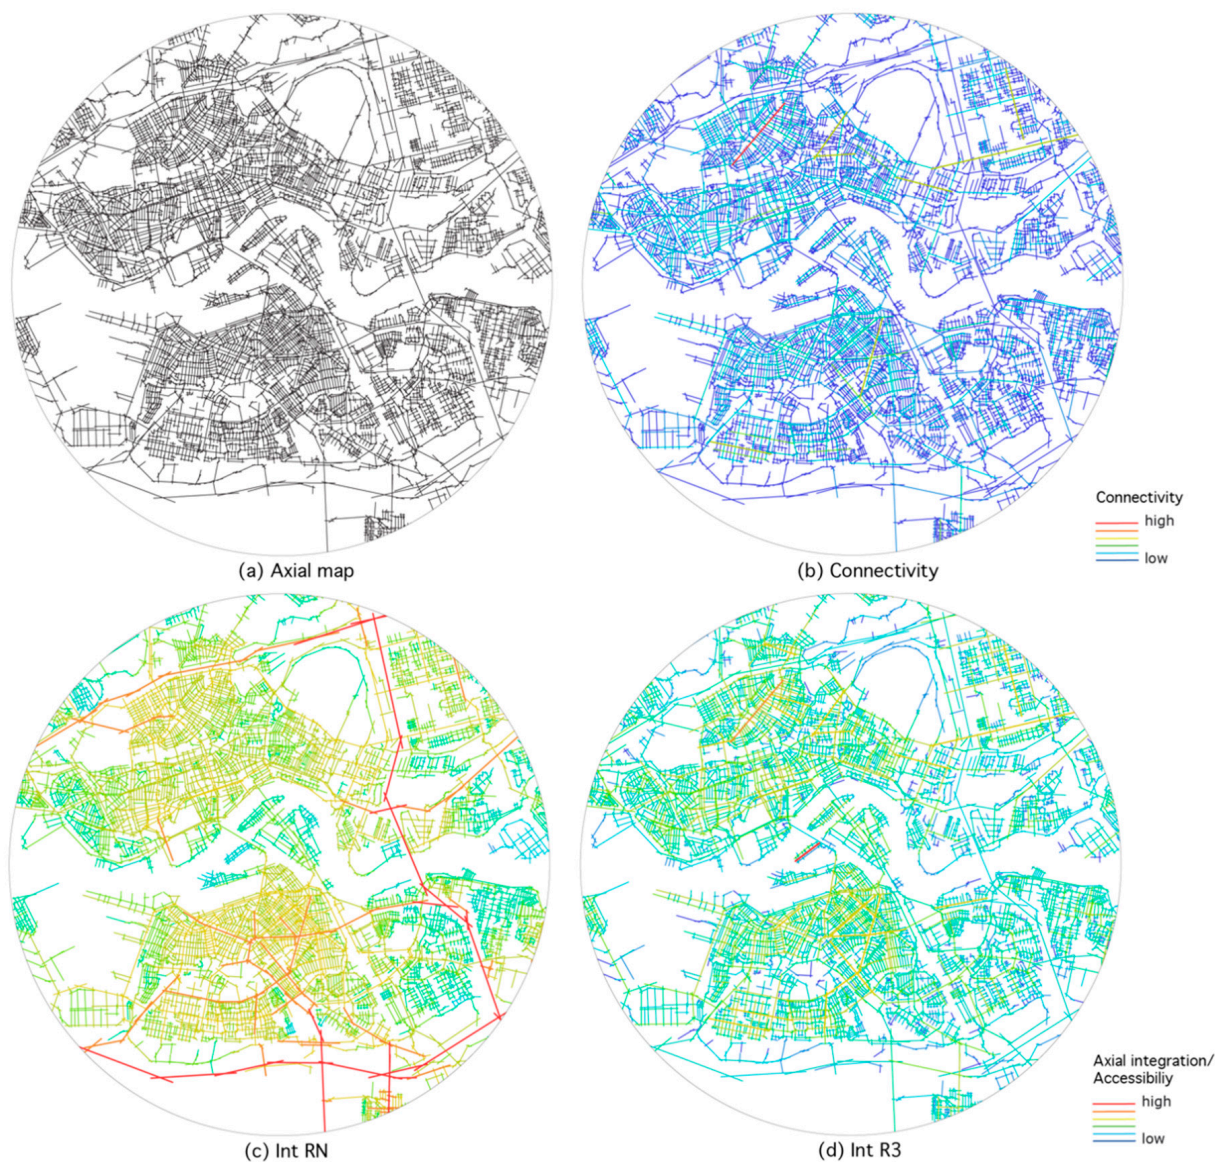 Connectivity
high
low
(a) Axial map
(b) Connectivity
Axial integration/
Accessibiliy
high
low
(c) Int RN
(d) Int R3